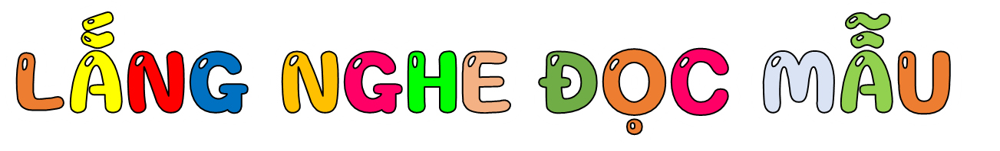 LẮNG NGHE ĐỌC MẪU